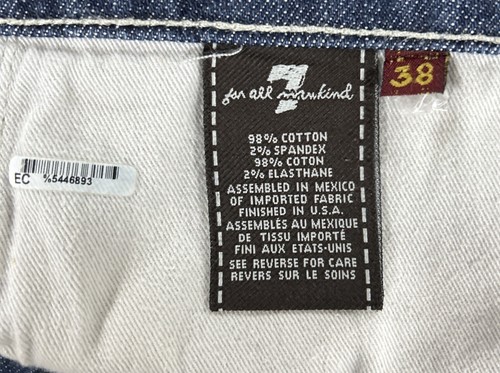 7
for all mankind
38
98% COTTON
2% SPANDEX
98% COTON
2% ELASTHANE
ASSEMBLED IN MEXICO
OF IMPORTED FABRIC
FINISHED IN U.S.A.
ASSEMBLÉS AU MEXIQUE
DE TISSU IMPORTÉ
FINI AUX ETATS-UNIS
SEE REVERSE FOR CARE
REVERS SUR LE SOINS
EC %5446893